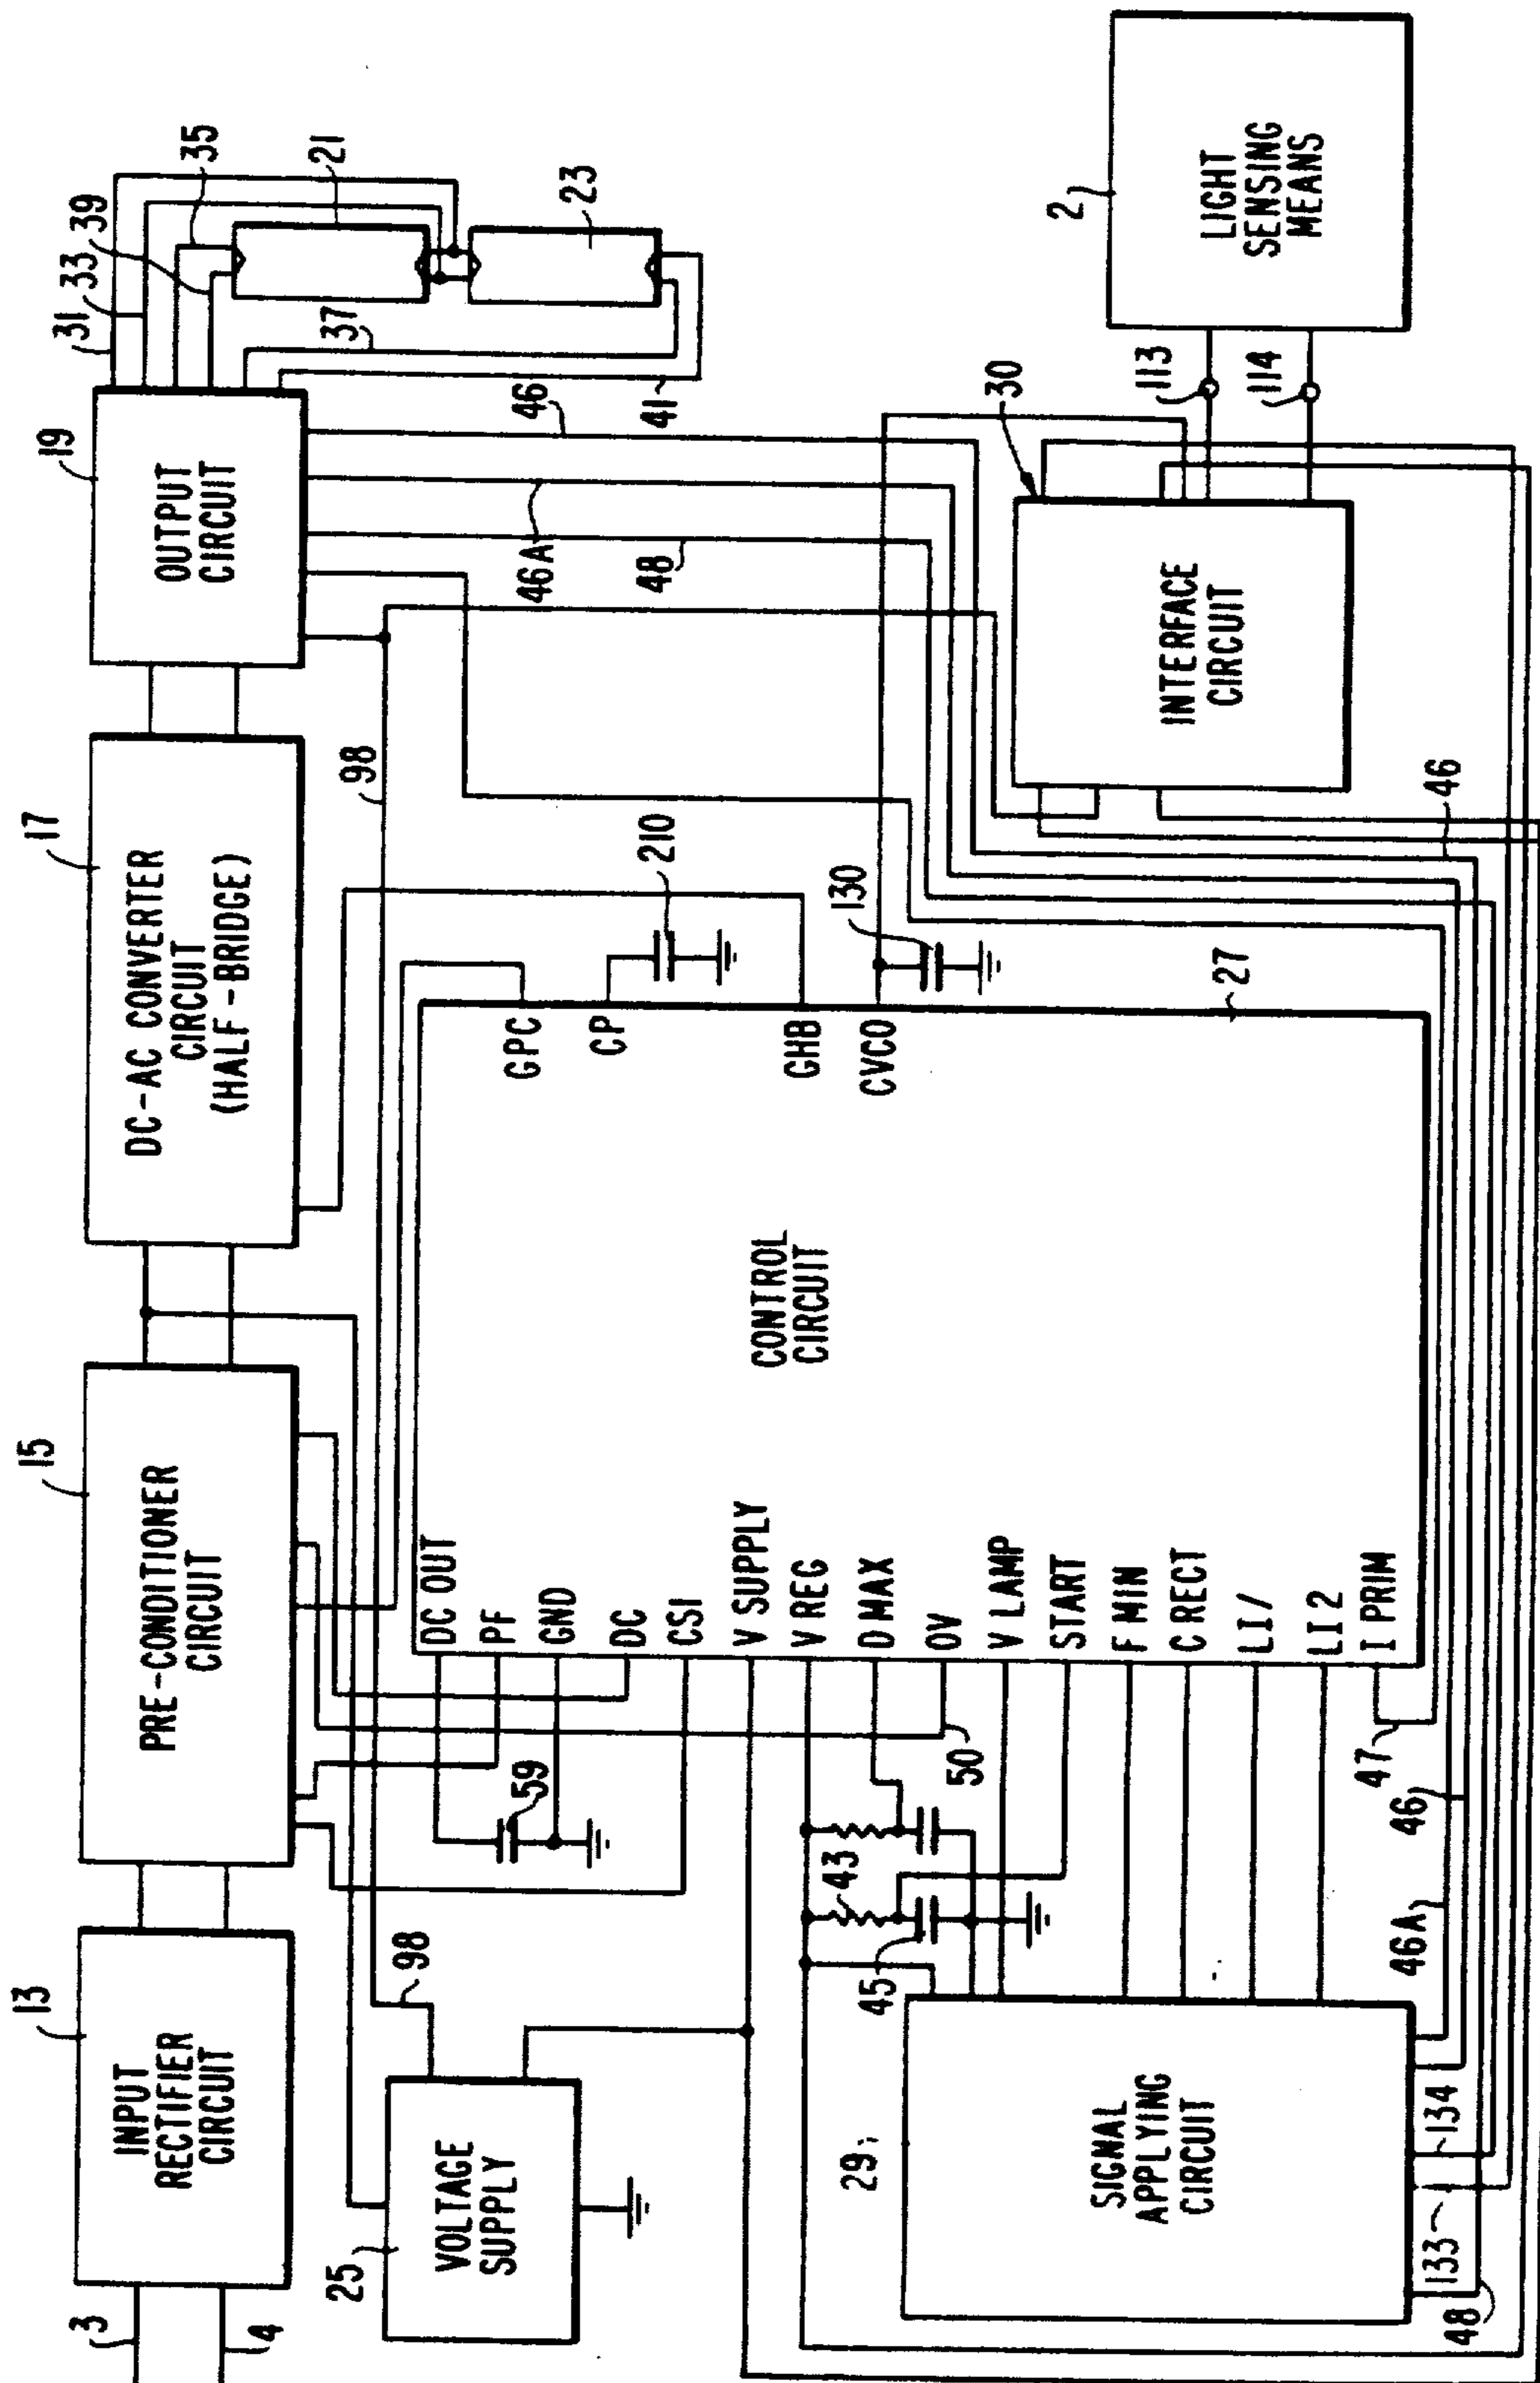 3
4
13
INPUT
RECTIFIER
CIRCUIT
15
PRE-CONDITIONER
CIRCUIT
17
DC-AC CONVERTER
CIRCUIT
(HALF-BRIDGE)
19
OUTPUT
CIRCUIT
31
33
39
35
21
23
37
41
46
46A
48
98
98
25
VOLTAGE
SUPPLY
59
DC OUT
PF
GND
DC
CSI
V SUPPLY
V REG
D MAX
OV
V LAMP
START
F MIN
C RECT
LI/
LI 2
I PRIM
CONTROL
CIRCUIT
GPC
CP
GHB
CVCO
210
130
27
43
45
50
47
46
46A
29
SIGNAL
APPLYING
CIRCUIT
134
133
48
46
30
INTERFACE
CIRCUIT
113
114
2
LIGHT
SENSING
MEANS